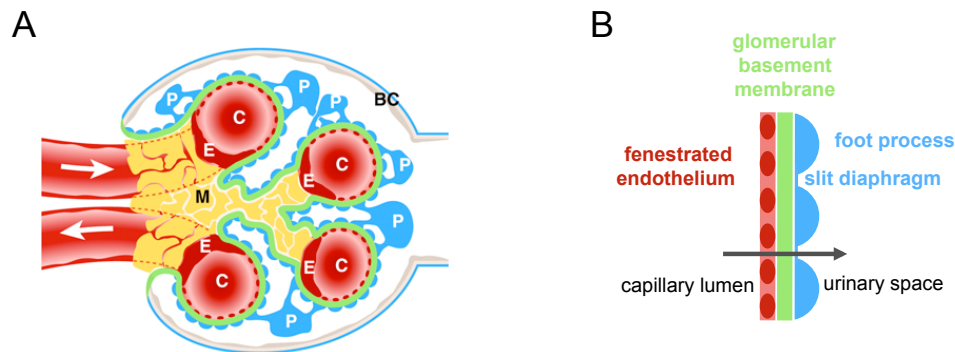 A
P
P
P
BC
C
C
E
E
P
M
P
E
E
C
C
P
B
glomerular
basement
membrane
fenestrated
endothelium
foot process
slit diaphragm
capillary lumen
urinary space